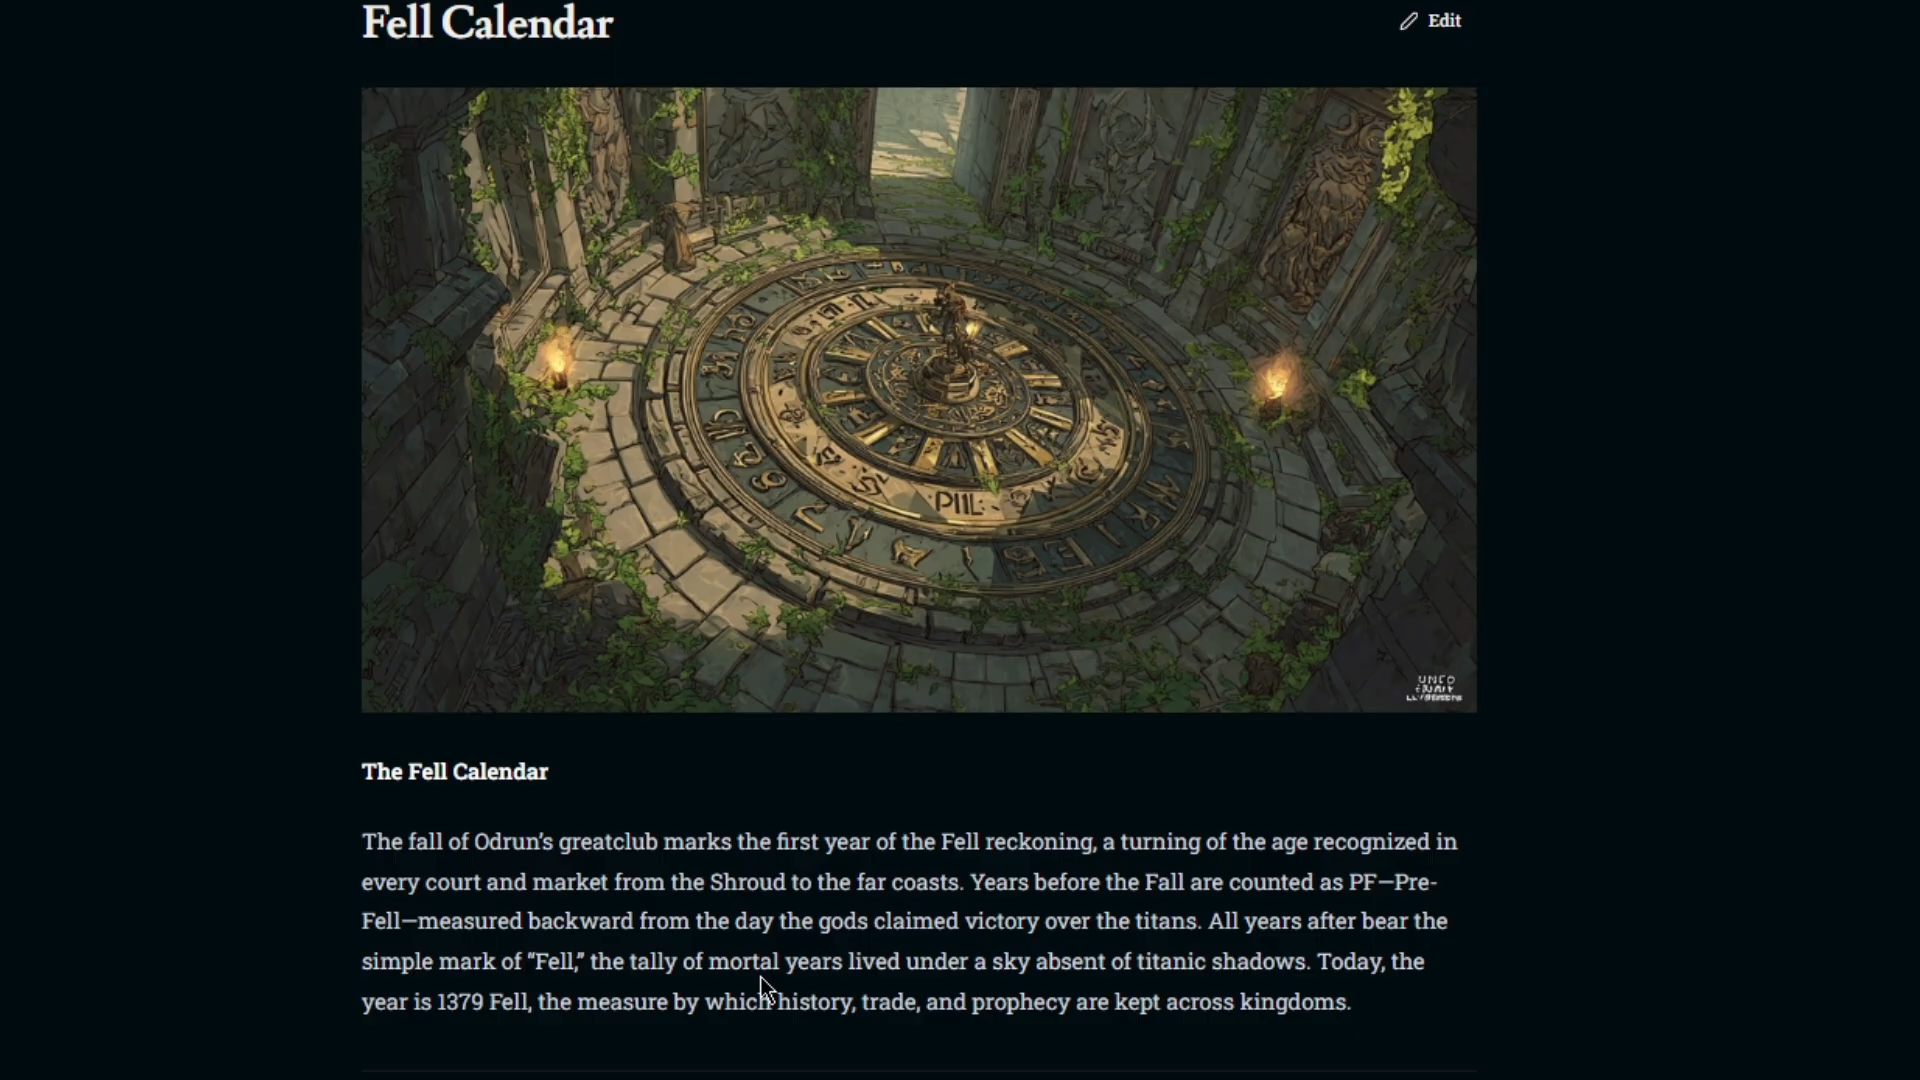 Fell Calendar
Edit
PIIL
The Fell Calendar
The fall of Odrun’s greatclub marks the first year of the Fell reckoning, a turning of the age recognized in
every court and market from the Shroud to the far coasts. Years before the Fall are counted as PF—Pre-
Fell—measured backward from the day the gods claimed victory over the titans. All years after bear the
simple mark of “Fell,” the tally of mortal years lived under a sky absent of titanic shadows. Today, the
year is 1379 Fell, the measure by which history, trade, and prophecy are kept across kingdoms.